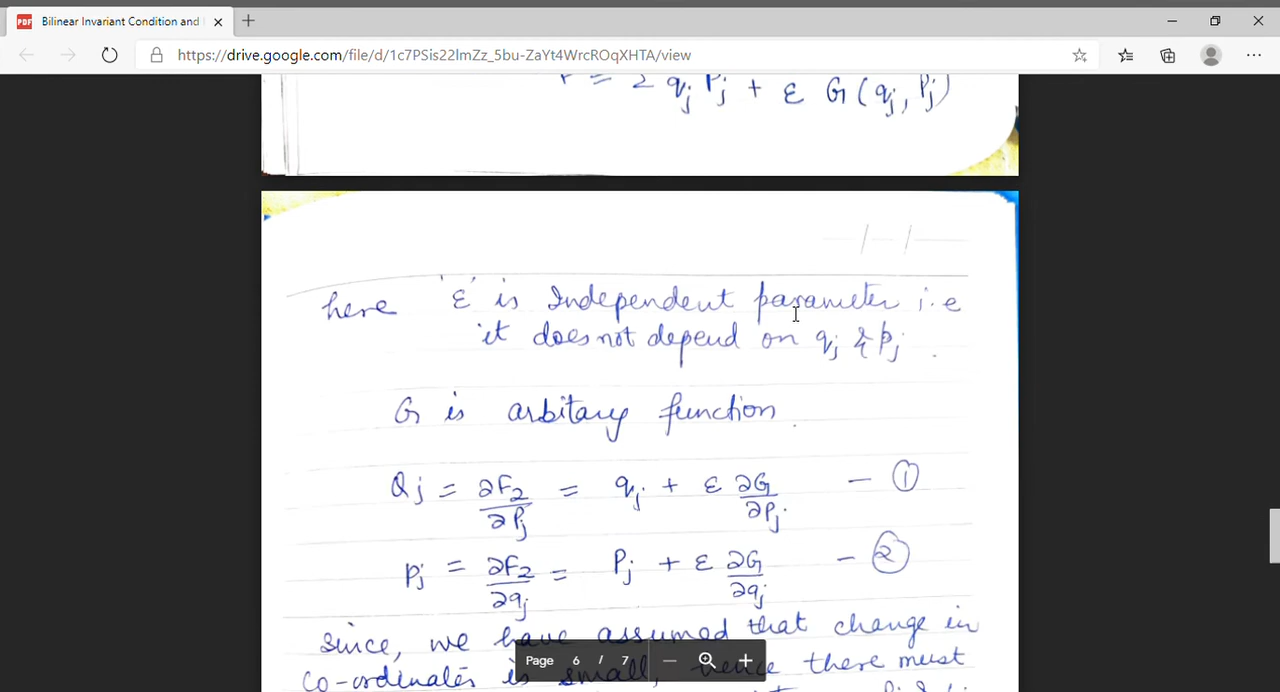 Bilinear Invariant Condition and
https://drive.google.com/file/d/1c7PSis22lmZz_5bu-ZaYt4WrcROqXHTA/view
= Σ qj Pj + ε G(qj, Pj)
here 'ε' is Independent parameter i.e
it does not depend on qj & pj.
G is arbitary function.
Qj = ∂F2/∂Pj = qj + ε ∂G/∂Pj — ①
pj = ∂F2/∂qj = Pj + ε ∂G/∂qj — ②
since, we have assumed that change in
co-ordinates is small, hence there must
Page 6 / 7